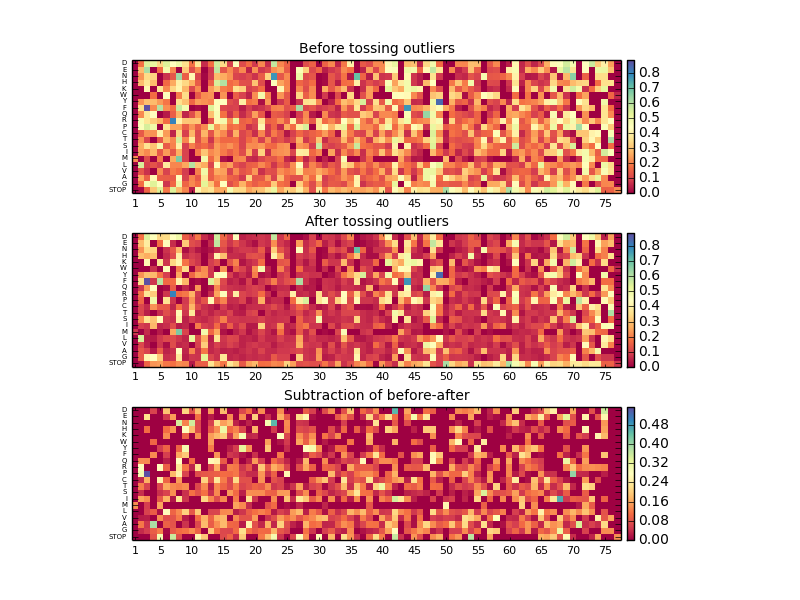 Before tossing outliers
D
E
N
H
K
W
Y
F
Q
R
P
C
T
S
I
M
L
V
A
G
STOP
1 5 10 15 20 25 30 35 40 45 50 55 60 65 70 75
0.8
0.7
0.6
0.5
0.4
0.3
0.2
0.1
0.0
After tossing outliers
D
E
N
H
K
W
Y
F
Q
R
P
C
T
S
I
M
L
V
A
G
STOP
1 5 10 15 20 25 30 35 40 45 50 55 60 65 70 75
0.8
0.7
0.6
0.5
0.4
0.3
0.2
0.1
0.0
Subtraction of before-after
D
E
N
H
K
W
Y
F
Q
R
P
C
T
S
I
M
L
V
A
G
STOP
1 5 10 15 20 25 30 35 40 45 50 55 60 65 70 75
0.48
0.40
0.32
0.24
0.16
0.08
0.00